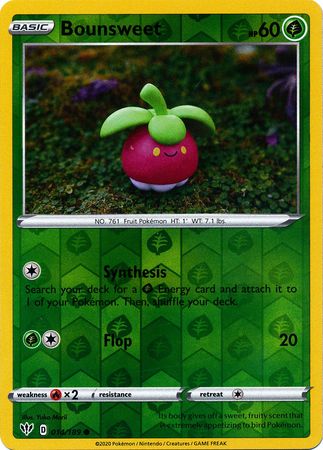 BASIC Bounsweet HP60
NO. 761 Fruit Pokémon HT: 1' WT: 7.1 lbs.
Synthesis
Search your deck for a Energy card and attach it to
1 of your Pokémon. Then, shuffle your deck.
Flop 20
weakness ×2 resistance retreat
Illus. Yuka Morii
D 014/189
Its body gives off a sweet, fruity scent that
is extremely appetizing to bird Pokémon.
©2020 Pokémon / Nintendo / Creatures / GAME FREAK